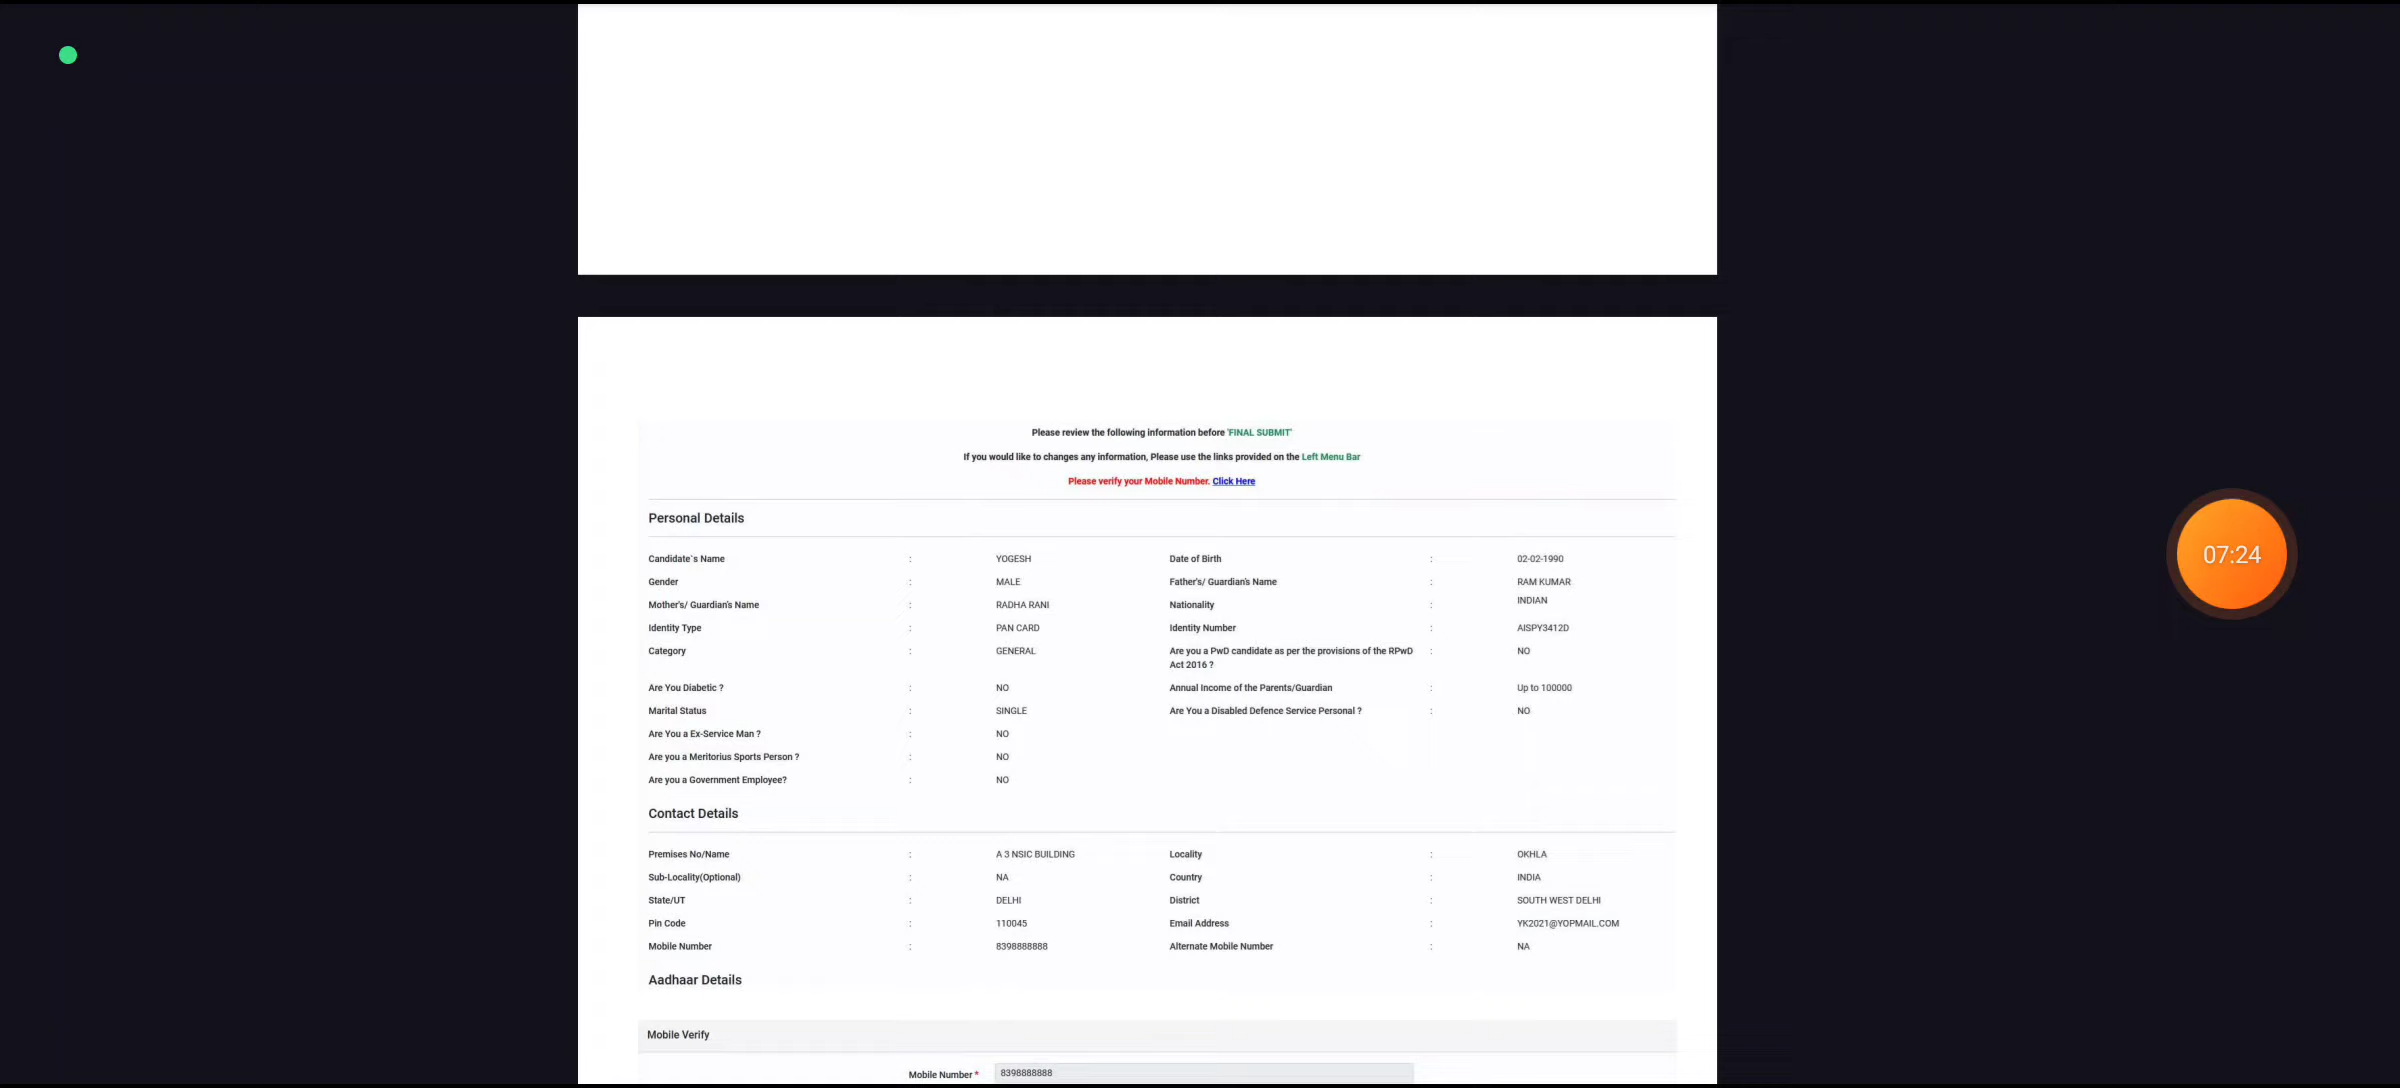 Please review the following information before 'FINAL SUBMIT'
If you would like to changes any information, Please use the links provided on the Left Menu Bar
Please verify your Mobile Number. Click Here
Personal Details
Candidate`s Name : YOGESH Date of Birth : 02-02-1990
Gender : MALE Father's/ Guardian's Name : RAM KUMAR
Mother's/ Guardian's Name : RADHA RANI Nationality : INDIAN
Identity Type : PAN CARD Identity Number : AISPY3412D
Category : GENERAL Are you a PwD candidate as per the provisions of the RPwD : NO
Act 2016 ?
Are You Diabetic ? : NO Annual Income of the Parents/Guardian : Up to 100000
Marital Status : SINGLE Are You a Disabled Defence Service Personal ? : NO
Are You a Ex-Service Man ? : NO
Are you a Meritorius Sports Person ? : NO
07:24
Are you a Government Employee? : NO
Contact Details
Premises No/Name : A 3 NSIC BUILDING Locality : OKHLA
Sub-Locality(Optional) : NA Country : INDIA
State/UT : DELHI District : SOUTH WEST DELHI
Pin Code : 110045 Email Address : YK2021@YOPMAIL.COM
Mobile Number : 8398888888 Alternate Mobile Number : NA
Aadhaar Details
Mobile Verify
Mobile Number * 8398888888